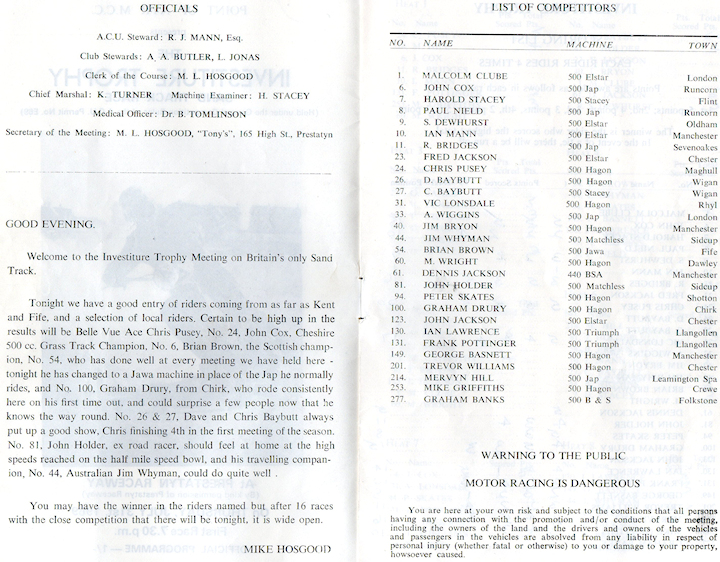 OFFICIALS
A.C.U. Steward: R. J. MANN, Esq.
Club Stewards: A. A. BUTLER, L. JONAS
Clerk of the Course: M. L. HOSGOOD
Chief Marshal: K. TURNER Machine Examiner: H. STACEY
Medical Officer: Dr. B. TOMLINSON
Secretary of the Meeting: M. L. HOSGOOD, "Tony's", 165 High St., Prestatyn
GOOD EVENING.
Welcome to the Investiture Trophy Meeting on Britain's only Sand
Track.
Tonight we have a good entry of riders coming from as far as Kent
and Fife, and a selection of local riders. Certain to be high up in the
results will be Belle Vue Ace Chris Pusey, No. 24, John Cox, Cheshire
500 cc. Grass Track Champion, No. 6, Brian Brown, the Scottish champ-
ion, No. 54, who has done well at every meeting we have held here -
tonight he has changed to a Jawa machine in place of the Jap he normally
rides, and No. 100, Graham Drury, from Chirk, who rode consistently
here on his first time out, and could surprise a few people now that he
knows the way round. No. 26 & 27, Dave and Chris Baybutt always
put up a good show, Chris finishing 4th in the first meeting of the season.
No. 81, John Holder, ex road racer, should feel at home at the high
speeds reached on the half mile speed bowl, and his travelling compan-
ion, No. 44, Australian Jim Whyman, could do quite well .
You may have the winner in the riders named but after 16 races
with the close competition that there will be tonight, it is wide open.
MIKE HOSGOOD
LIST OF COMPETITORS
NO. NAME MACHINE TOWN
1. MALCOLM CLUBE 500 Elstar London
6. JOHN COX 500 Jap Runcorn
7. HAROLD STACEY 500 Stacey Flint
8. PAUL NIELD 500 Jap Runcorn
9. S. DEWHURST 500 Elstar Oldham
10. IAN MANN 500 Elstar Manchester
11. R. BRIDGES 500 Jap Sevenoakes
23. FRED JACKSON 500 Elstar Chester
24. CHRIS PUSEY 500 Hagon Maghull
26. D. BAYBUTT 500 Hagon Wigan
27. C. BAYBUTT 500 Stacey Wigan
31. VIC LONSDALE 500 Hagon Rhyl
33. A. WIGGINS 500 Jap London
40. JIM BRYON 500 Hagon Manchester
44. JIM WHYMAN 500 Matchless Sidcup
54. BRIAN BROWN 500 Jawa Fife
60. M. WRIGHT 500 Hagon Dawley
61. DENNIS JACKSON 440 BSA Manchester
81. JOHN HOLDER 500 Matchless Sidcup
94. PETER SKATES 500 Hagon Shotton
100. GRAHAM DRURY 500 Hagon Chirk
123. JOHN JACKSON 500 Elstar Chester
130. IAN LAWRENCE 500 Triumph Llangollen
131. FRANK POTTINGER 500 Triumph Llangollen
149. GEORGE BASNETT 500 Hagon Manchester
201. TREVOR WILLIAMS 500 Hagon Chester
214. MERVYN HILL 500 Jap Leamington Spa
253. MIKE GRIFFITHS 500 Hagon Crewe
277. GRAHAM BANKS 500 B & S Folkstone
WARNING TO THE PUBLIC
MOTOR RACING IS DANGEROUS
You are here at your own risk and subject to the conditions that all persons
having any connection with the promotion and/or conduct of the meeting,
including the owners of the land and the drivers and owners of the vehicles
and passengers in the vehicles are absolved from any liability in respect of
personal injury (whether fatal or otherwise) to you or damage to your property,
howsoever caused.